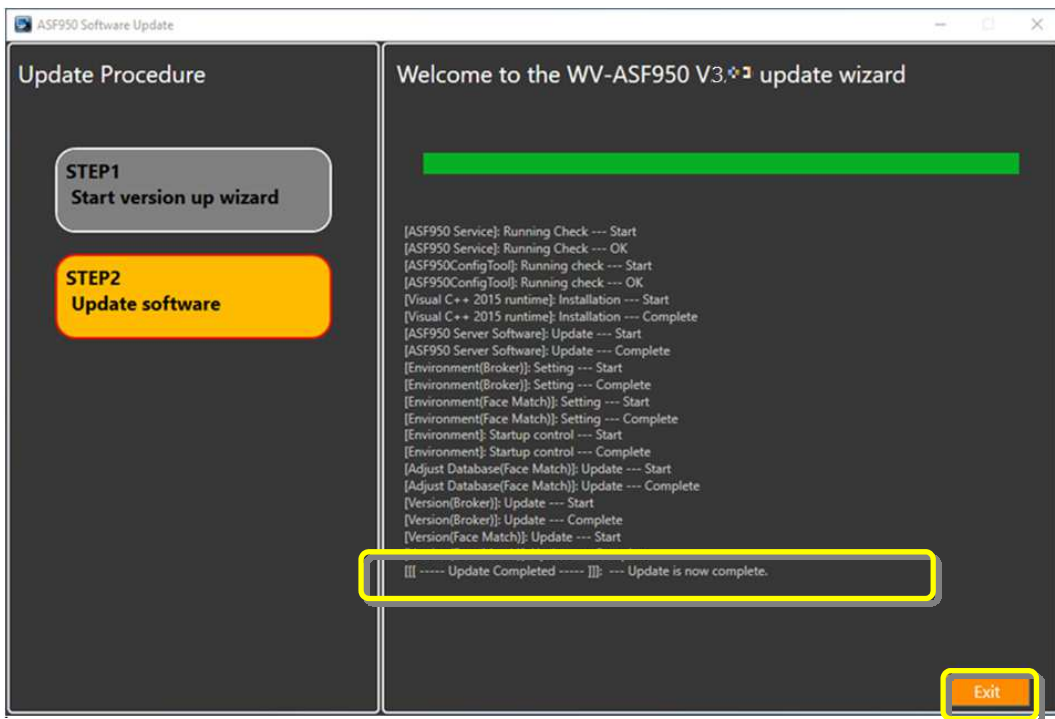 ASF950 Software Update
Update Procedure
STEP1
Start version up wizard
STEP2
Update software
Welcome to the WV-ASF950 V3. update wizard
[ASF950 Service]: Running Check --- Start
[ASF950 Service]: Running Check --- OK
[ASF950ConfigTool]: Running check --- Start
[ASF950ConfigTool]: Running check --- OK
[Visual C++ 2015 runtime]: Installation --- Start
[Visual C++ 2015 runtime]: Installation --- Complete
[ASF950 Server Software]: Update --- Start
[ASF950 Server Software]: Update --- Complete
[Environment(Broker)]: Setting --- Start
[Environment(Broker)]: Setting --- Complete
[Environment(Face Match)]: Setting --- Start
[Environment(Face Match)]: Setting --- Complete
[Environment]: Startup control --- Start
[Environment]: Startup control --- Complete
[Adjust Database(Face Match)]: Update --- Start
[Adjust Database(Face Match)]: Update --- Complete
[Version(Broker)]: Update --- Start
[Version(Broker)]: Update --- Complete
[Version(Face Match)]: Update --- Start
[[[ ----- Update Completed ----- ]]]: --- Update is now complete.
Exit